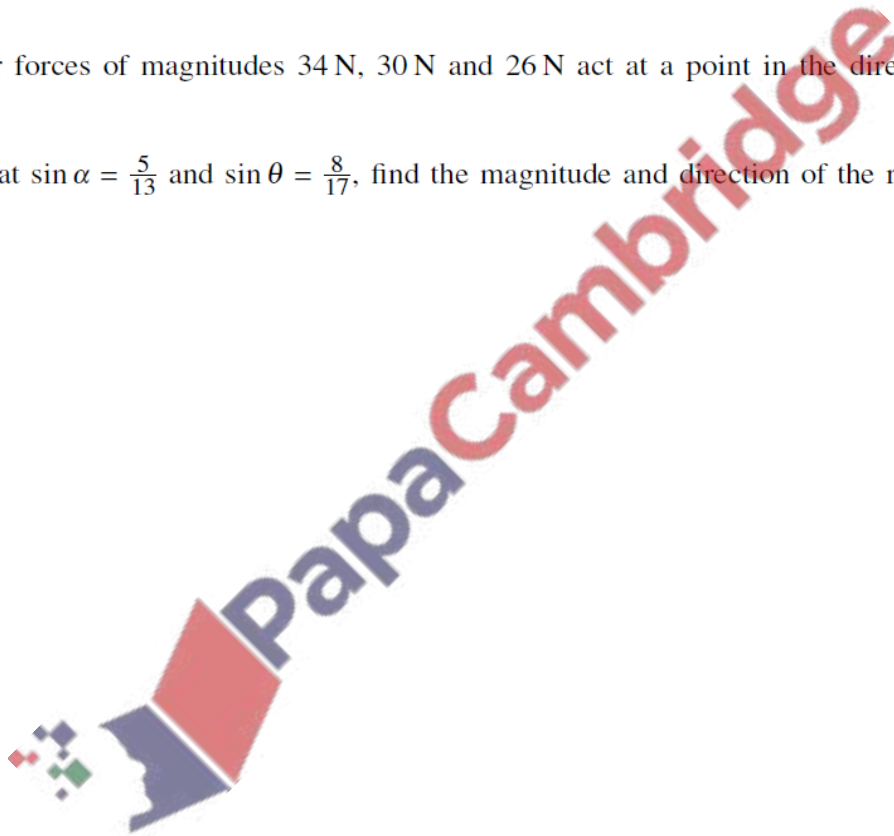 forces of magnitudes 34 N, 30 N and 26 N act at a point in the dire
at sin α = 5/13 and sin θ = 8/17, find the magnitude and direction of the r
PapaCambridge